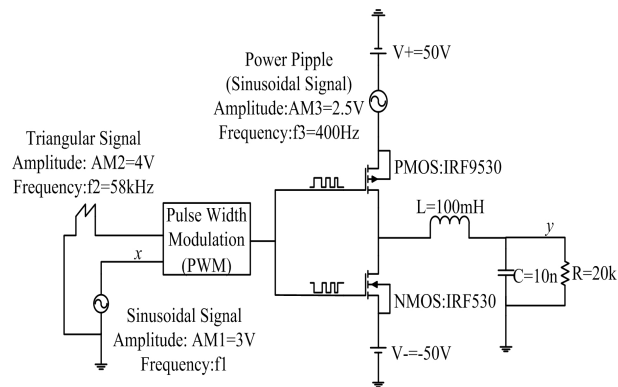 V+=50V
Power Pipple
(Sinusoidal Signal)
Amplitude:AM3=2.5V
Frequency:f3=400Hz
Triangular Signal
Amplitude: AM2=4V
Frequency:f2=58kHz
PMOS:IRF9530
Pulse Width
Modulation
(PWM)
L=100mH
y
x
C=10n
R=20k
NMOS:IRF530
Sinusoidal Signal
Amplitude: AM1=3V
Frequency:f1
V-=-50V